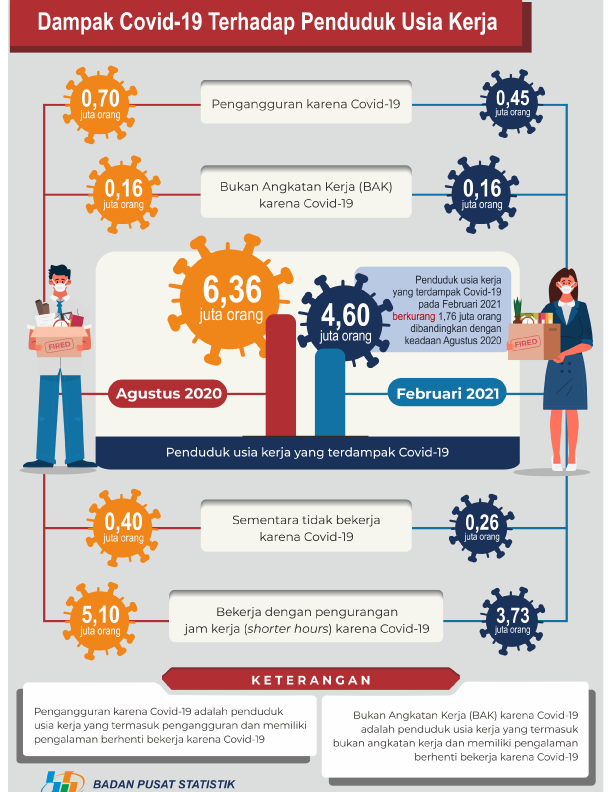 Dampak Covid-19 Terhadap Penduduk Usia Kerja
0,70
juta orang
Pengangguran karena Covid-19
0,45
juta orang
0,16
juta orang
Bukan Angkatan Kerja (BAK)
karena Covid-19
0,16
juta orang
6,36
juta orang
4,60
juta orang
Penduduk usia kerja
yang terdampak Covid-19
pada Februari 2021
berkurang 1,76 juta orang
dibandingkan dengan
keadaan Agustus 2020
FIRED
FIRED
Agustus 2020
Februari 2021
Penduduk usia kerja yang terdampak Covid-19
0,40
juta orang
Sementara tidak bekerja
karena Covid-19
0,26
juta orang
5,10
juta orang
Bekerja dengan pengurangan
jam kerja (shorter hours) karena Covid-19
3,73
juta orang
KETERANGAN
Pengangguran karena Covid-19 adalah penduduk
usia kerja yang termasuk pengangguran dan memiliki
pengalaman berhenti bekerja karena Covid-19
Bukan Angkatan Kerja (BAK) karena Covid-19
adalah penduduk usia kerja yang termasuk
bukan angkatan kerja dan memiliki pengalaman
berhenti bekerja karena Covid-19
BADAN PUSAT STATISTIK